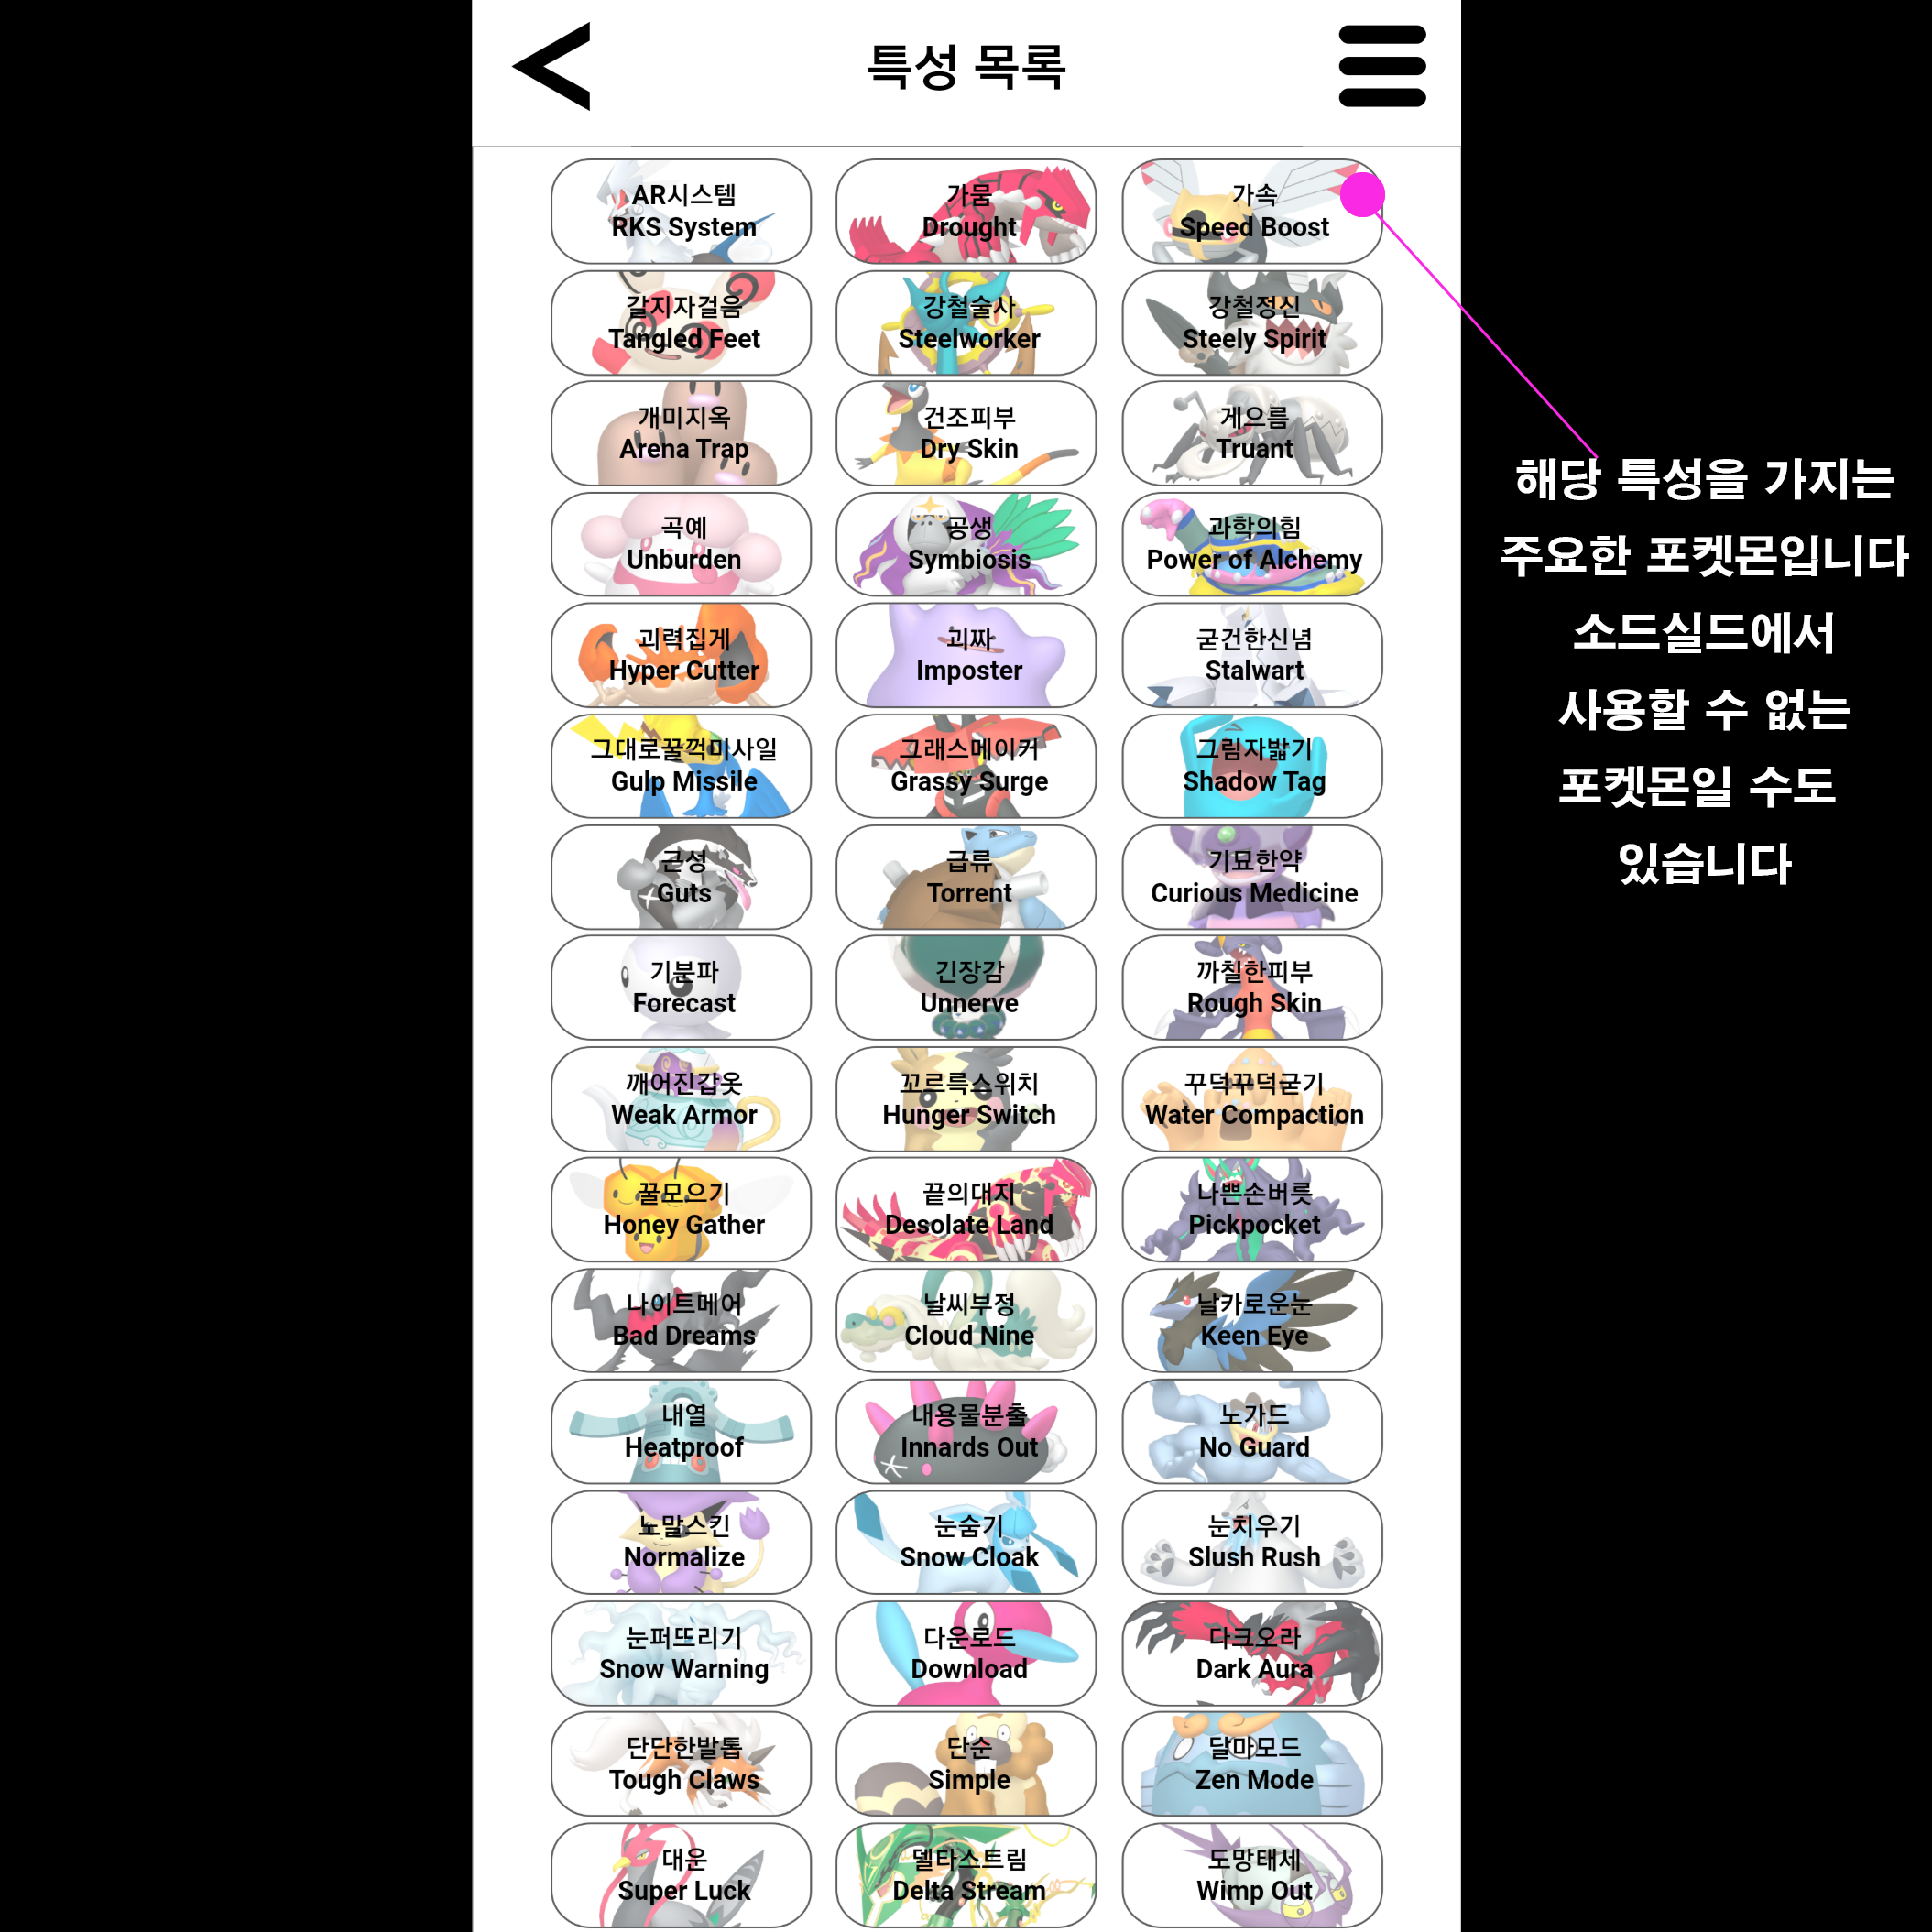 특성 목록
AR시스템
RKS System
가뭄
Drought
가속
Speed Boost
갈지자걸음
Tangled Feet
강철술사
Steelworker
강철정신
Steely Spirit
개미지옥
Arena Trap
건조피부
Dry Skin
게으름
Truant
곡예
Unburden
공생
Symbiosis
과학의힘
Power of Alchemy
괴력집게
Hyper Cutter
괴짜
Imposter
굳건한신념
Stalwart
그대로꿀꺽미사일
Gulp Missile
그래스메이커
Grassy Surge
그림자밟기
Shadow Tag
근성
Guts
급류
Torrent
기묘한약
Curious Medicine
기분파
Forecast
긴장감
Unnerve
까칠한피부
Rough Skin
깨어진갑옷
Weak Armor
꼬르륵스위치
Hunger Switch
꾸덕꾸덕굳기
Water Compaction
꿀모으기
Honey Gather
끝의대지
Desolate Land
나쁜손버릇
Pickpocket
나이트메어
Bad Dreams
날씨부정
Cloud Nine
날카로운눈
Keen Eye
내열
Heatproof
내용물분출
Innards Out
노가드
No Guard
노말스킨
Normalize
눈숨기
Snow Cloak
눈치우기
Slush Rush
눈퍼뜨리기
Snow Warning
다운로드
Download
다크오라
Dark Aura
단단한발톱
Tough Claws
단순
Simple
달마모드
Zen Mode
대운
Super Luck
델타스트림
Delta Stream
도망태세
Wimp Out
해당 특성을 가지는
주요한 포켓몬입니다
소드실드에서
사용할 수 없는
포켓몬일 수도
있습니다